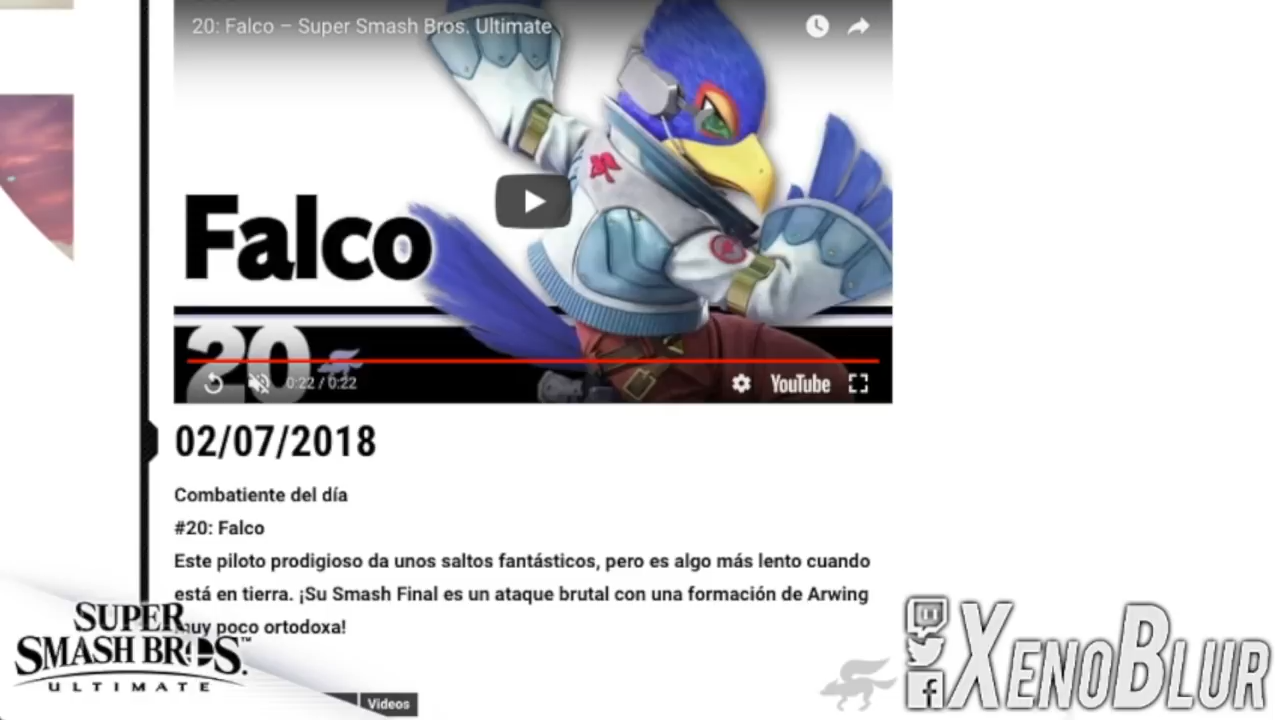 20: Falco – Super Smash Bros. Ultimate
Falco
20
0:22 / 0:22
YouTube
02/07/2018
Combatiente del día
#20: Falco
Este piloto prodigioso da unos saltos fantásticos, pero es algo más lento cuando
está en tierra. ¡Su Smash Final es un ataque brutal con una formación de Arwing
muy poco ortodoxa!
SUPER
SMASH BROS.™
ULTIMATE
Videos
XENOBLUR